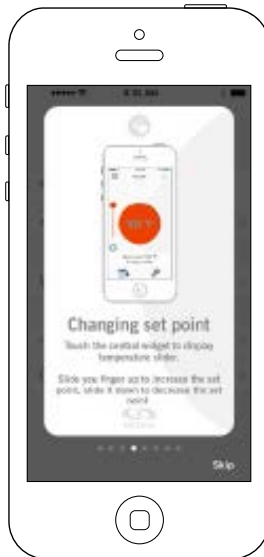 Changing set point
Touch the central widget to display
temperature slider.
Slide you finger up to increase the set
point, slide it down to decrease the set
point
Skip